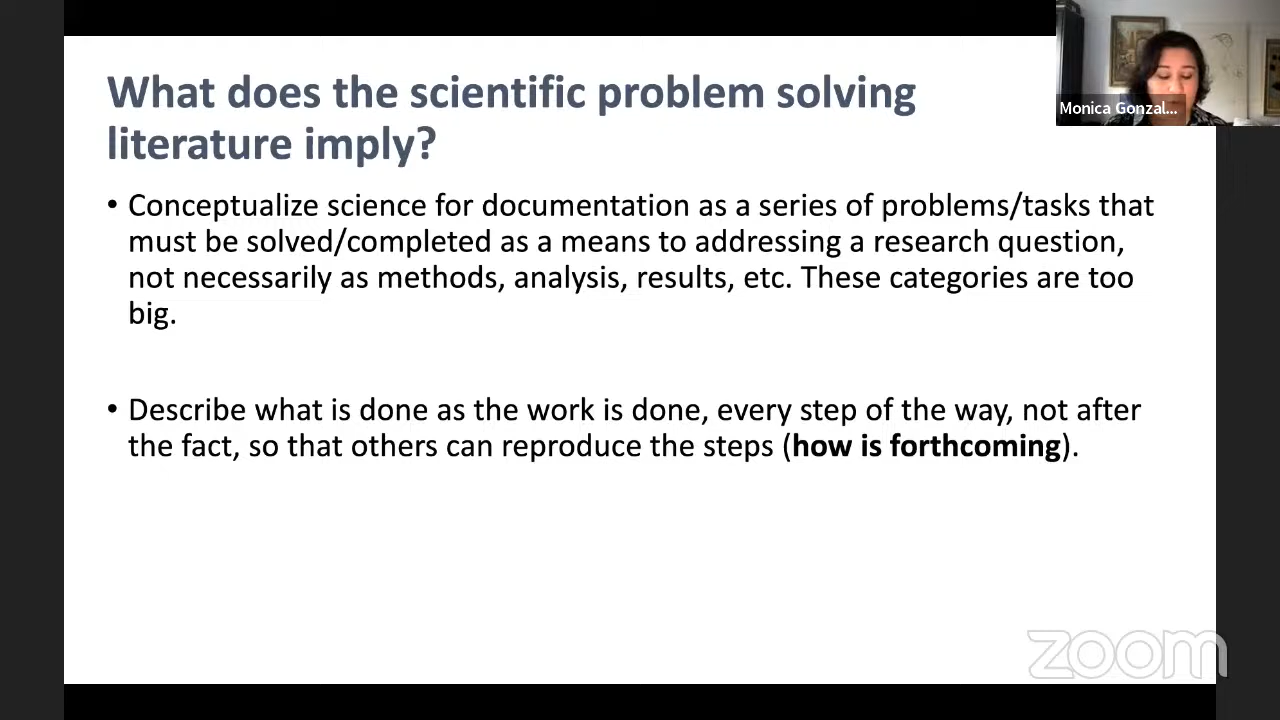 What does the scientific problem solving
literature imply?
Monica Gonzal...
• Conceptualize science for documentation as a series of problems/tasks that
must be solved/completed as a means to addressing a research question,
not necessarily as methods, analysis, results, etc. These categories are too
big.
• Describe what is done as the work is done, every step of the way, not after
the fact, so that others can reproduce the steps (how is forthcoming).
zoom